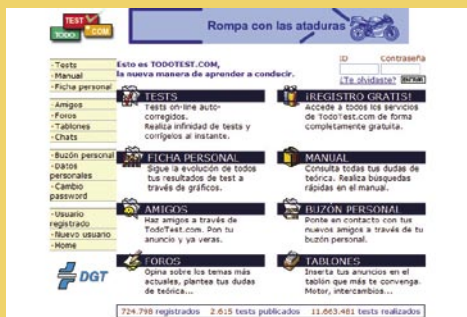 TEST
TODO .COM
Rompa con las ataduras
ID Contraseña
¿Te olvidaste?
Esto es TODOTEST.COM,
la nueva manera de aprender a conducir.
-Tests
-Manual
-Ficha personal
-Amigos
-Foros
-Tablones
-Chats
-Buzón personal
-Datos
personales
-Cambio
password
-Usuario
registrado
-Nuevo usuario
-Home
DGT
TESTS
Tests on-line auto-
corregidos.
Realiza infinidad de tests y
corrígelos al instante.
¡REGISTRO GRATIS!
Accede a todos los servicios
de TodoTest.com de forma
completamente gratuita.
FICHA PERSONAL
Sigue la evolución de todos
tus resultados de test a
través de gráficos.
MANUAL
Consulta todas tus dudas de
teórica. Realiza búsquedas
rápidas en el manual.
AMIGOS
Haz amigos a través de
TodoTest.com. Pon tu
anuncio y ya veras.
BUZÓN PERSONAL
Ponte en contacto con tus
nuevos amigos a través de tu
buzón personal.
FOROS
Opina sobre los temas más
actuales, plantea tus dudas
de teórica...
TABLONES
Inserta tus anuncios en el
tablón que más te convenga.
Motor, intercambios...
724.798 registrados 2.615 tests publicados 11.663.461 tests realizados